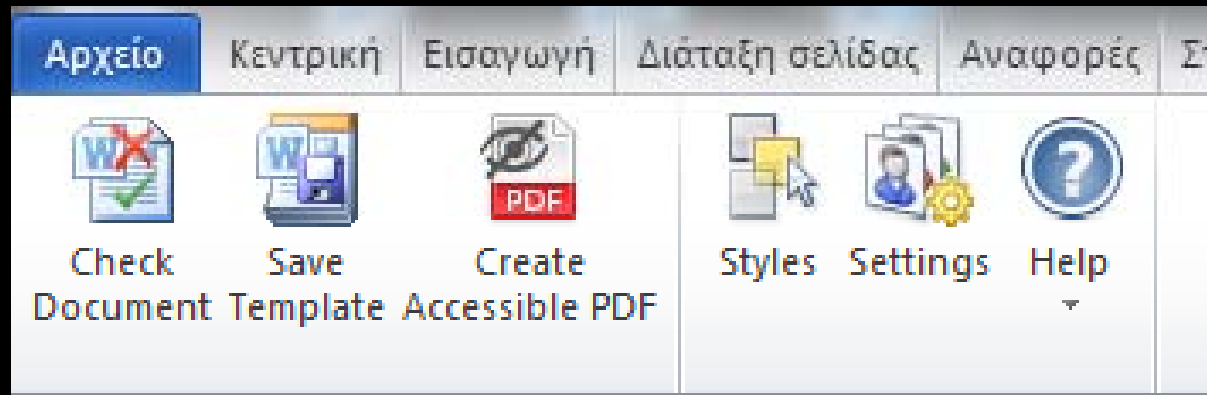 Αρχείο Κεντρική Εισαγωγή Διάταξη σελίδας Αναφορές
W W PDF
Check Save Create Styles Settings Help
Document Template Accessible PDF